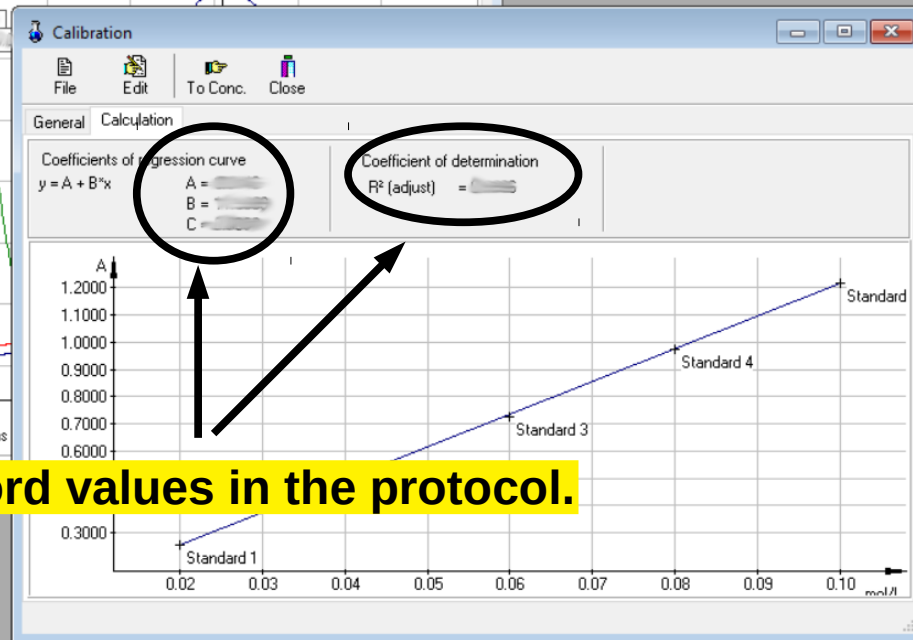 Calibration
File Edit To Conc. Close
General Calculation
Coefficients of regression curve
y = A + B*x
A =
B =
C =
Coefficient of determination
R² (adjust) =
A
1.2000
1.1000
1.0000
0.9000
0.8000
0.7000
0.6000
0.3000
Standard
Standard 4
Standard 3
Standard 1
values in the protocol.
0.02 0.03 0.04 0.05 0.06 0.07 0.08 0.09 0.10
mol/l